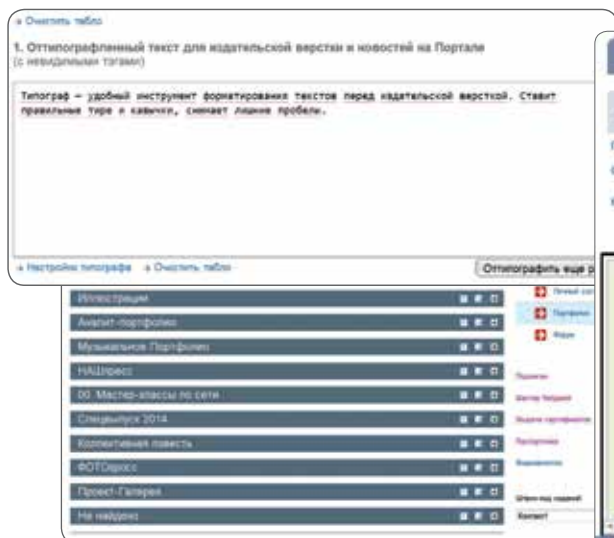 » Очистить табло
1. Оттипографленный текст для издательской верстки и новостей на Портале
(с невидимыми тэгами)
Типограф – удобный инструмент форматирования текстов перед издательской версткой. Ставит
правильные тире и кавычки, снимает лишние пробелы.
» Настройки типографа » Очистить табло
Оттипографить еще р
Иллюстрации
Аналит-портфолио
Музыкальное Портфолио
НАШпресс
00. Мастер-классы по сети
Спецвыпуск 2014
Коллективная повесть
ФОТОкросс
Проект-Галерея
Не найдено
Портфолио
Форум
Контакт